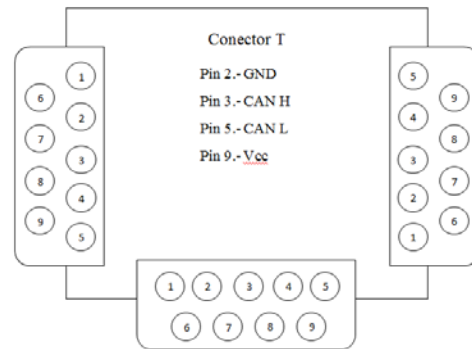 Conector T
Pin 2.- GND
Pin 3.- CAN H
Pin 5.- CAN L
Pin 9.- Vcc
1
6
2
7
3
8
4
9
5
5
9
4
8
3
7
2
6
1
1 2 3 4 5
6 7 8 9